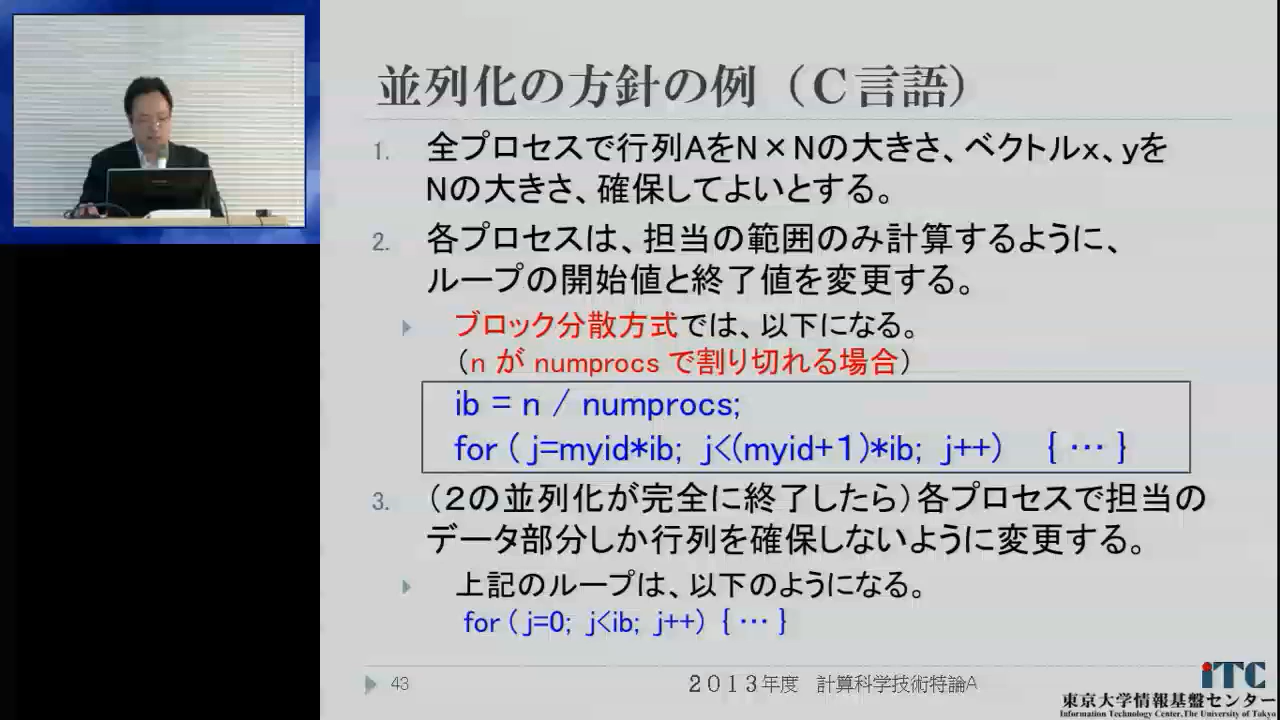 並列化の方針の例（C言語）
1. 全プロセスで行列AをN×Nの大きさ、ベクトルx、yを
Nの大きさ、確保してよいとする。
2. 各プロセスは、担当の範囲のみ計算するように、
ループの開始値と終了値を変更する。
ブロック分散方式では、以下になる。
（n が numprocs で割り切れる場合）
ib = n / numprocs;
for ( j=myid*ib; j<(myid+1)*ib; j++) { … }
3. （２の並列化が完全に終了したら）各プロセスで担当の
データ部分しか行列を確保しないように変更する。
上記のループは、以下のようになる。
for ( j=0; j<ib; j++) { … }
43 2013年度 計算科学技術特論A
iTC
東京大学情報基盤センター
Information Technology Center, The University of Tokyo